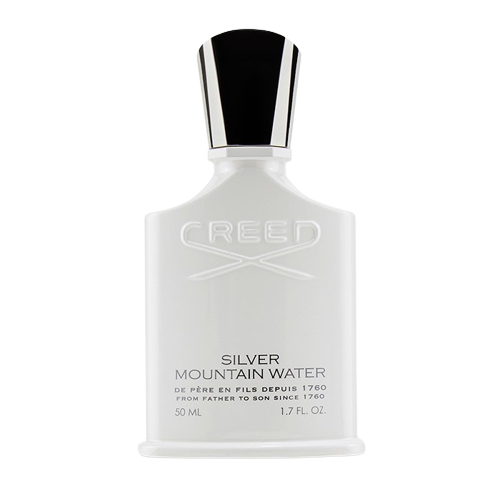 CREED
SILVER
MOUNTAIN WATER
DE PÈRE EN FILS DEPUIS 1760
FROM FATHER TO SON SINCE 1760
50 ML 1.7 FL. OZ.